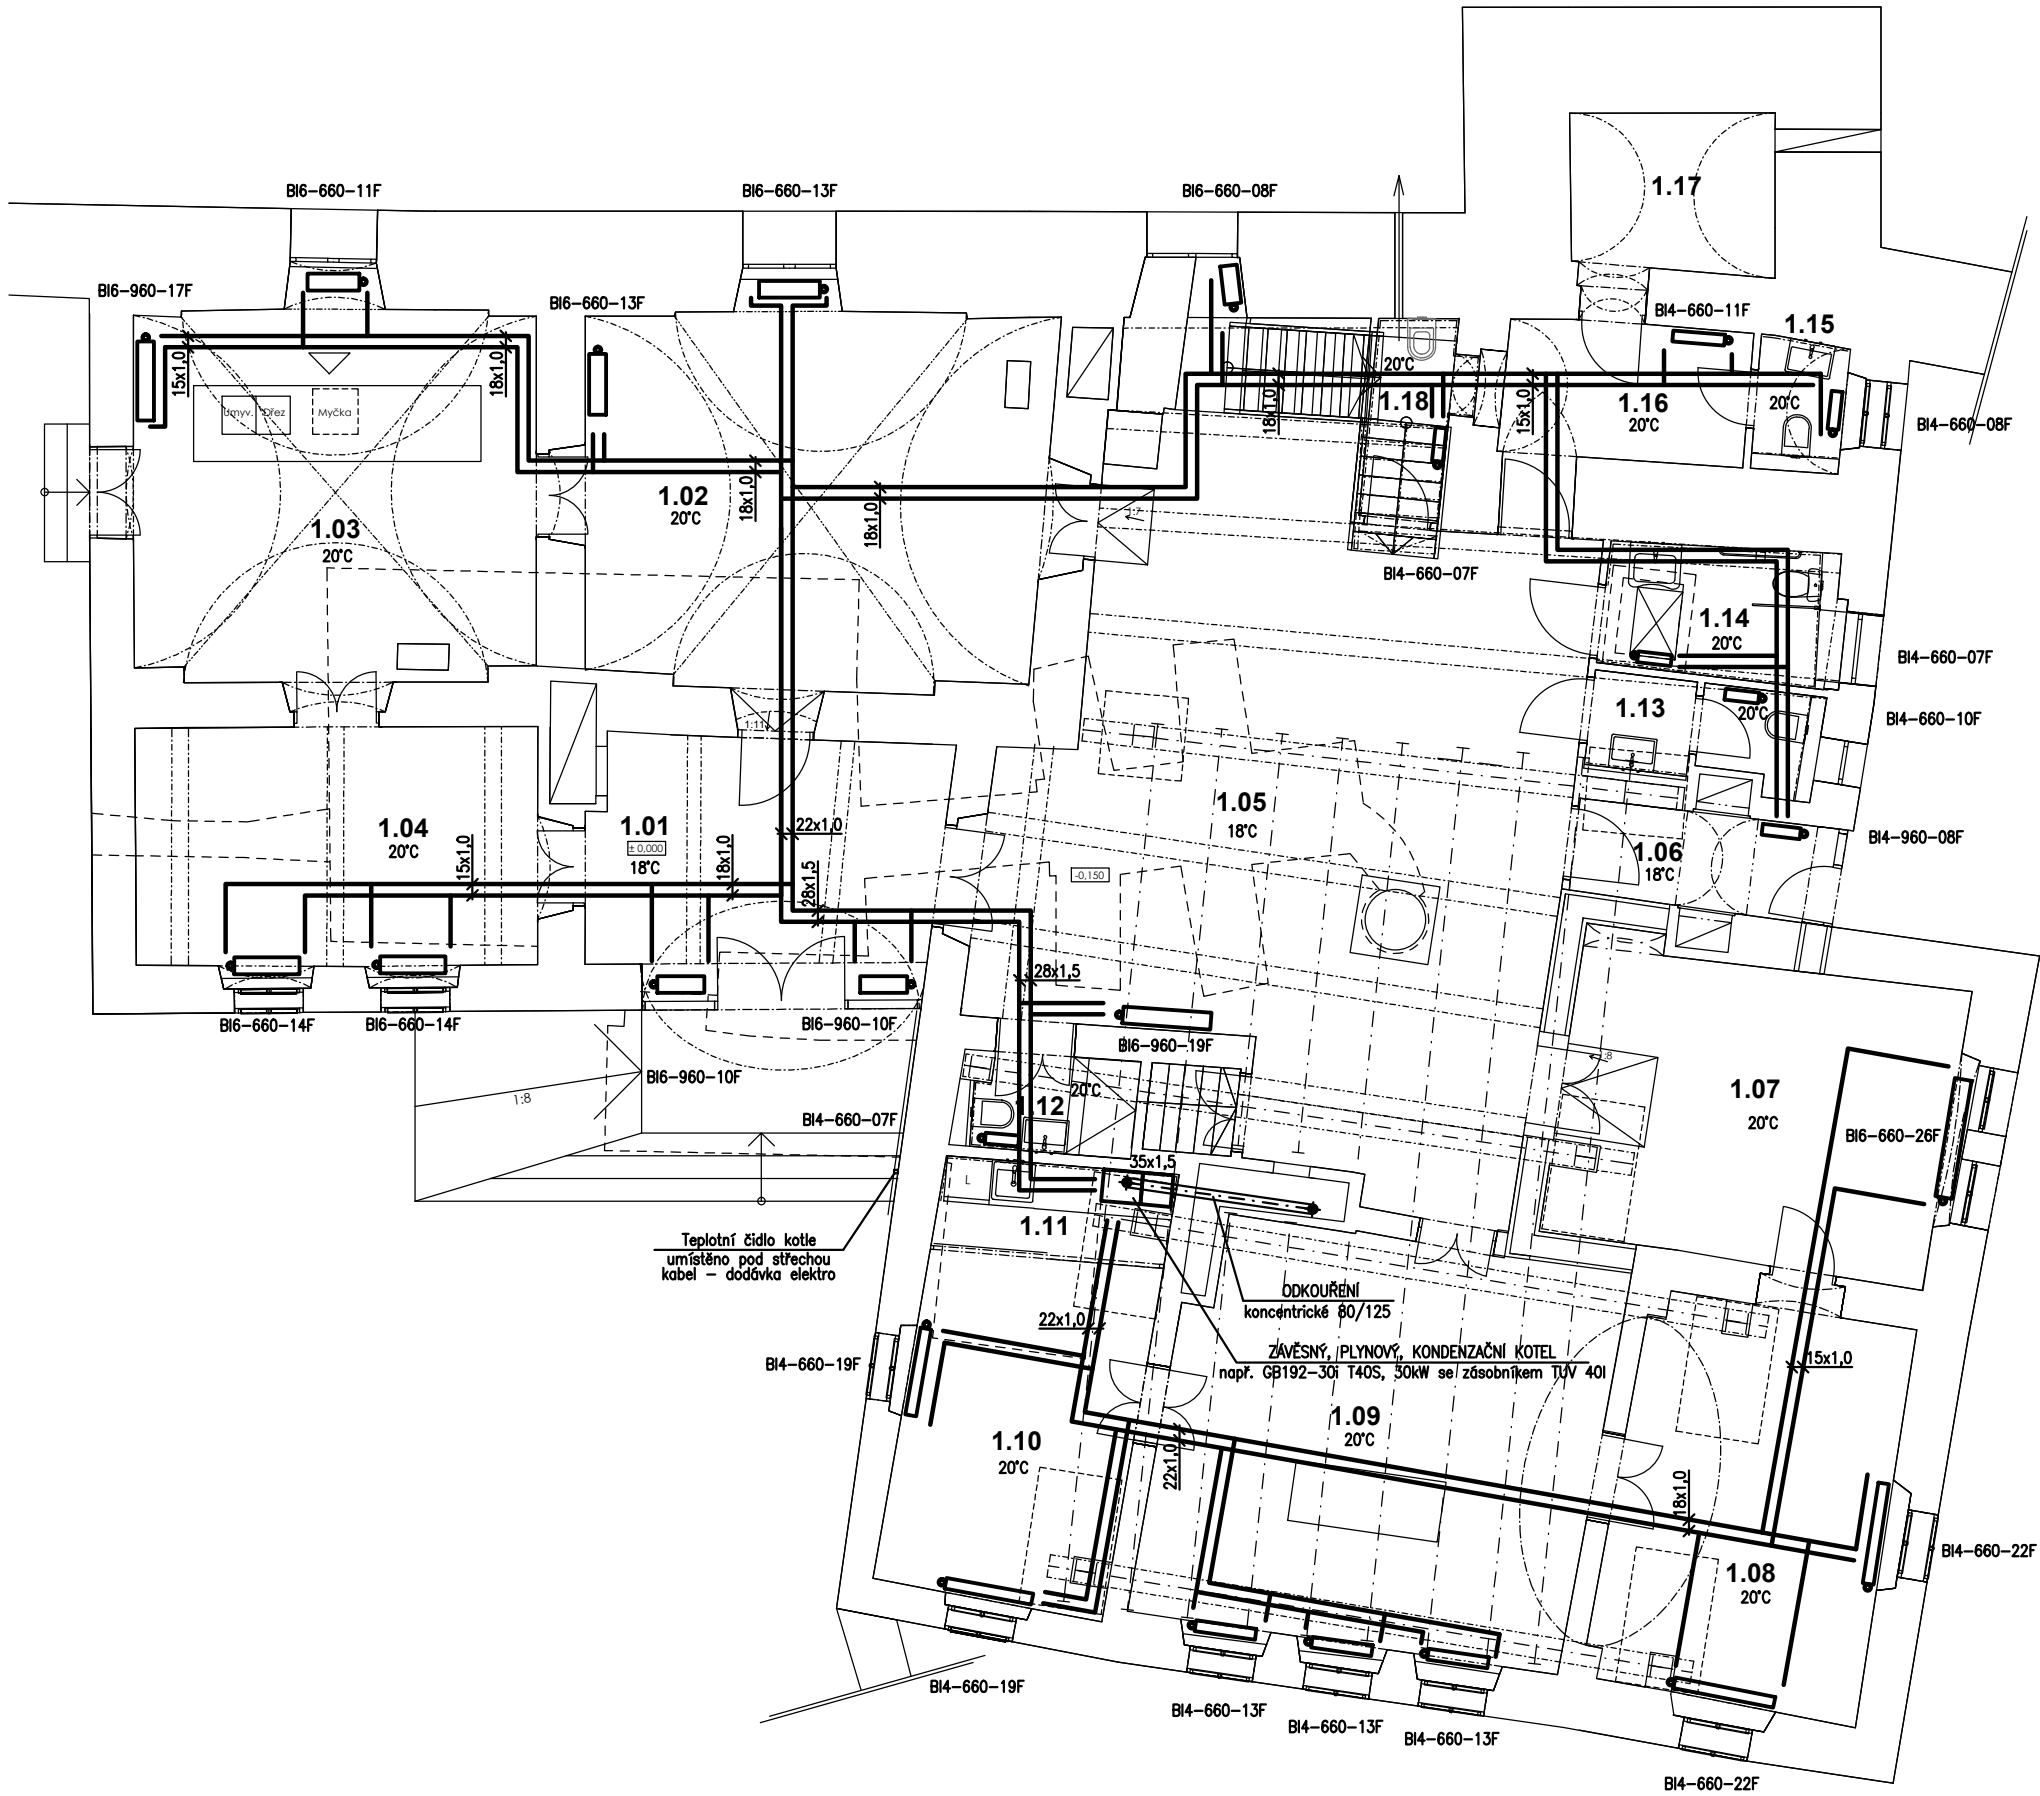 1.17
BI6-660-11F
BI6-660-13F
BI6-660-08F
BI6-960-17F
BI6-660-13F
BI4-660-11F
1.15
15x1,0
18x1,0
20°C
1.18
18x1,0
15x1,0
1.16
20°C
20°C
BI4-660-08F
umyv.
Dřez
Myčka
1.02
20°C
18x1,0
18x1,0
1.03
20°C
1:7
BI4-660-07F
1.14
20°C
BI4-660-07F
1.13
20°C
BI4-660-10F
1:11
1.04
20°C
15x1,0
1.01
± 0,000
18°C
18x1,0
22x1,0
28x1,5
1.05
18°C
-0,150
BI4-960-08F
1.06
18°C
28x1,5
BI6-660-14F
BI6-660-14F
BI6-960-10F
BI6-960-19F
BI6-960-10F
1:8
1:8
20°C
1.12
BI4-660-07F
1.07
20°C
BI6-660-26F
35x1,5
L
1.11
Teplotní čidlo kotle
umístěno pod střechou
kabel – dodávka elektro
ODKOUŘENÍ
koncentrické 80/125
22x1,0
ZÁVĚSNÝ, PLYNOVÝ, KONDENZAČNÍ KOTEL
např. GB192-30i T40S, 30kW se zásobníkem TUV 40l
BI4-660-19F
15x1,0
1.10
20°C
1.09
20°C
22x1,0
18x1,0
BI4-660-22F
1.08
20°C
BI4-660-19F
BI4-660-13F
BI4-660-13F
BI4-660-13F
BI4-660-22F